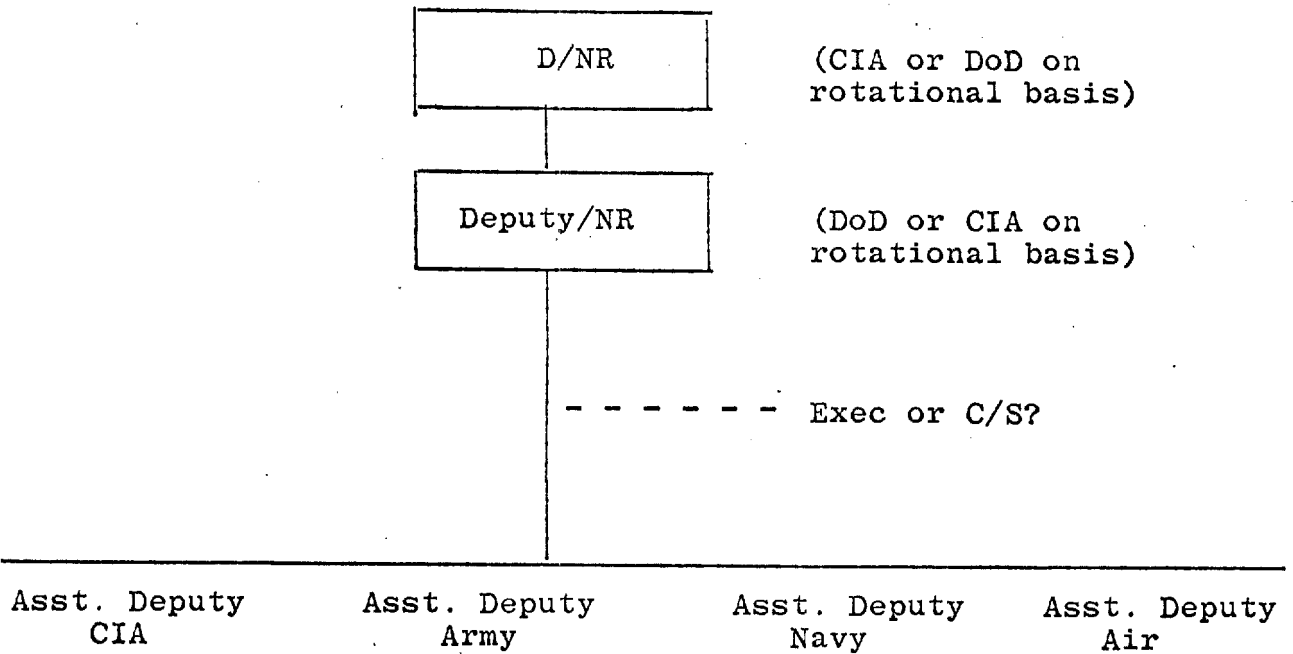 D/NR
(CIA or DoD on
rotational basis)
Deputy/NR
(DoD or CIA on
rotational basis)
Exec or C/S?
Asst. Deputy
CIA
Asst. Deputy
Army
Asst. Deputy
Navy
Asst. Deputy
Air